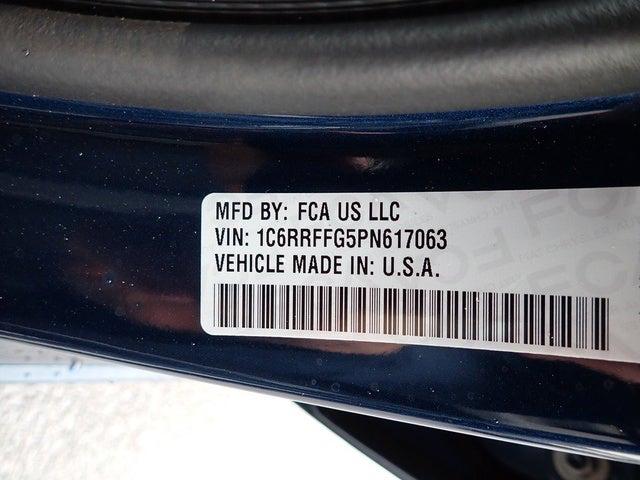 MFD BY: FCA US LLC
VIN: 1C6RRFFG5PN617063
VEHICLE MADE IN: U.S.A.